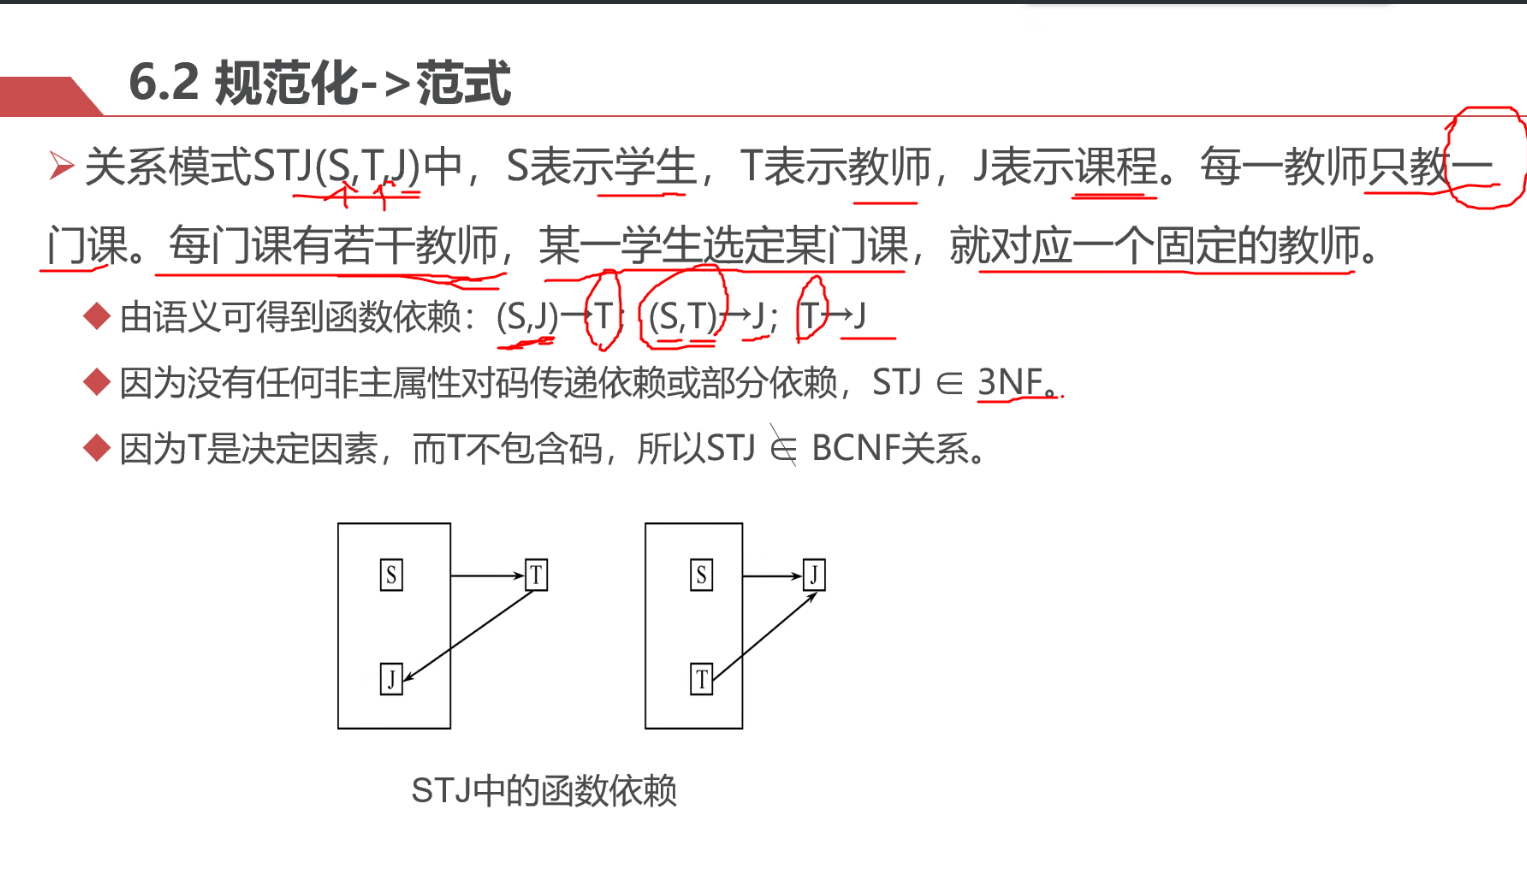 6.2 规范化->范式
关系模式STJ(S,T,J)中，S表示学生，T表示教师，J表示课程。每一教师只教一
门课。每门课有若干教师，某一学生选定某门课，就对应一个固定的教师。
由语义可得到函数依赖：(S,J)→T；(S,T)→J；T→J
因为没有任何非主属性对码传递依赖或部分依赖，STJ ∈ 3NF。
因为T是决定因素，而T不包含码，所以STJ ∉ BCNF关系。
S T S J
J T
STJ中的函数依赖